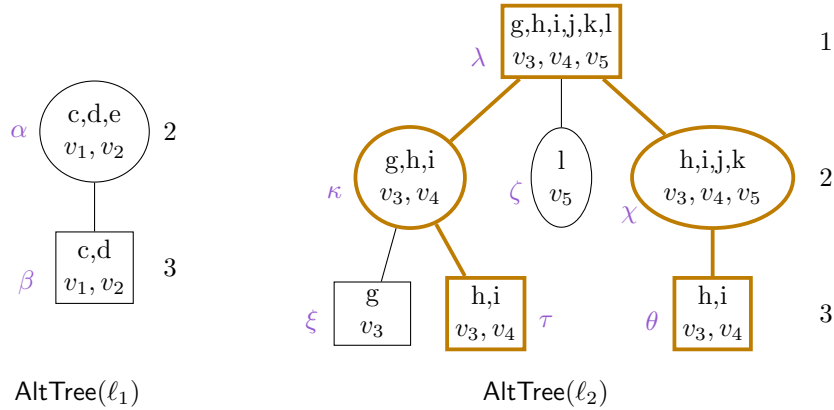 g,h,i,j,k,l
v₃, v₄, v₅
λ
1
c,d,e
v₁, v₂
α
2
g,h,i
v₃, v₄
κ
l
v₅
ζ
h,i,j,k
v₃, v₄, v₅
χ
2
c,d
v₁, v₂
β
3
g
v₃
ξ
h,i
v₃, v₄
τ
h,i
v₃, v₄
θ
3
AltTree(ℓ₁)
AltTree(ℓ₂)